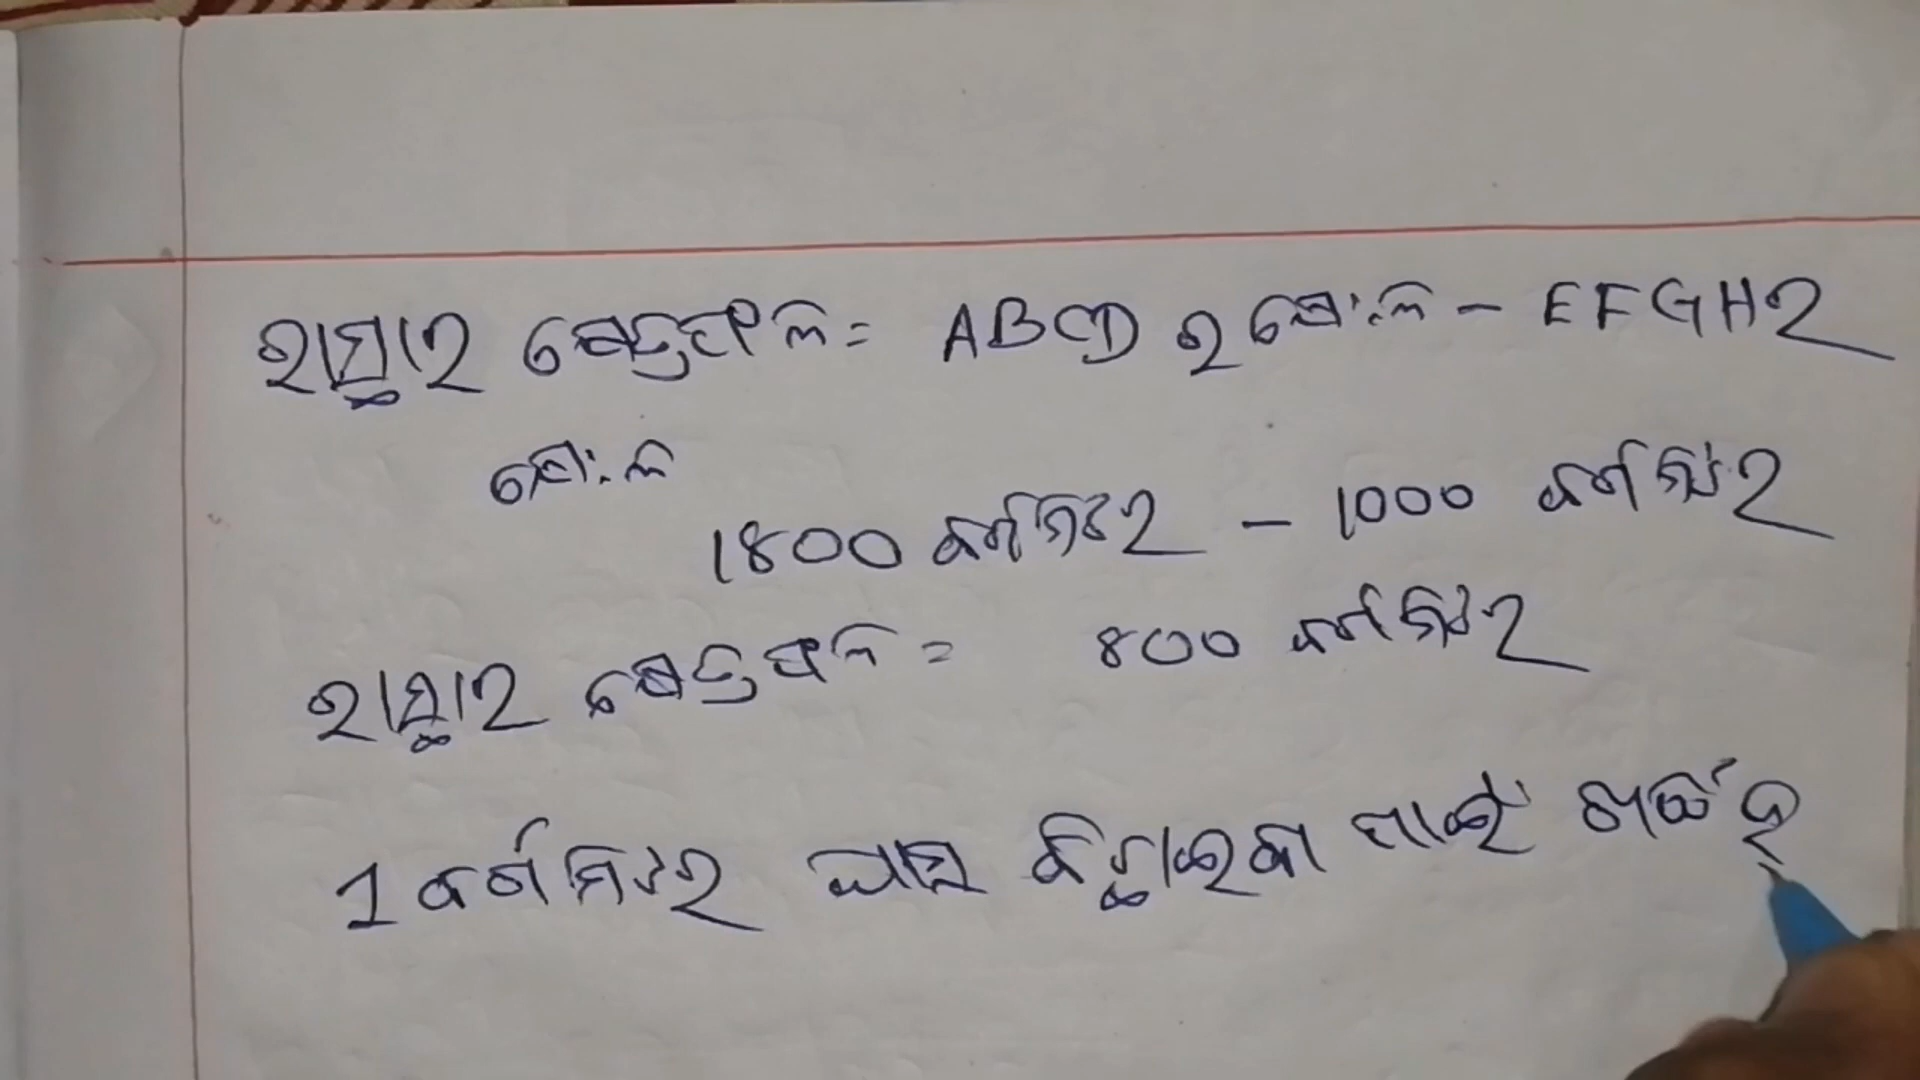 ରାସ୍ତାର କ୍ଷେତ୍ରଫଳ = ABCD ର କ୍ଷେ:ଳ - EFGH ର
କ୍ଷେ:ଳ
1800 ବର୍ଗମିଟର - 1000 ବର୍ଗମିଟର
ରାସ୍ତାର କ୍ଷେତ୍ରଫଳ = 800 ବର୍ଗମିଟର
1 ବର୍ଗମିଟର ଘାସ ବିଛାଇବା ପାଇଁ ଖର୍ଚ୍ଚ ହ